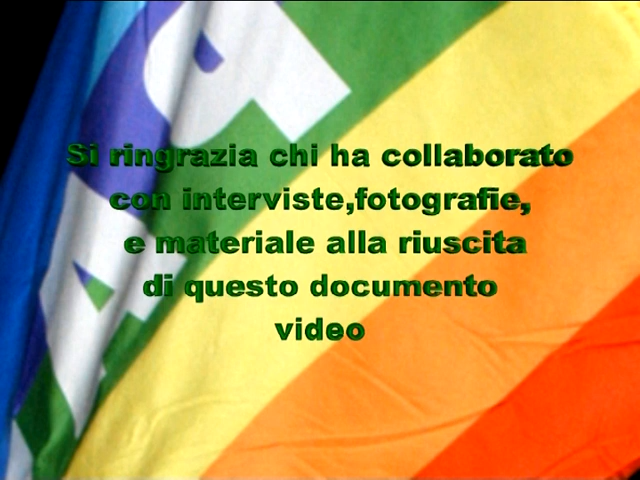 Si ringrazia chi ha collaborato
con interviste,fotografie,
e materiale alla riuscita
di questo documento
video